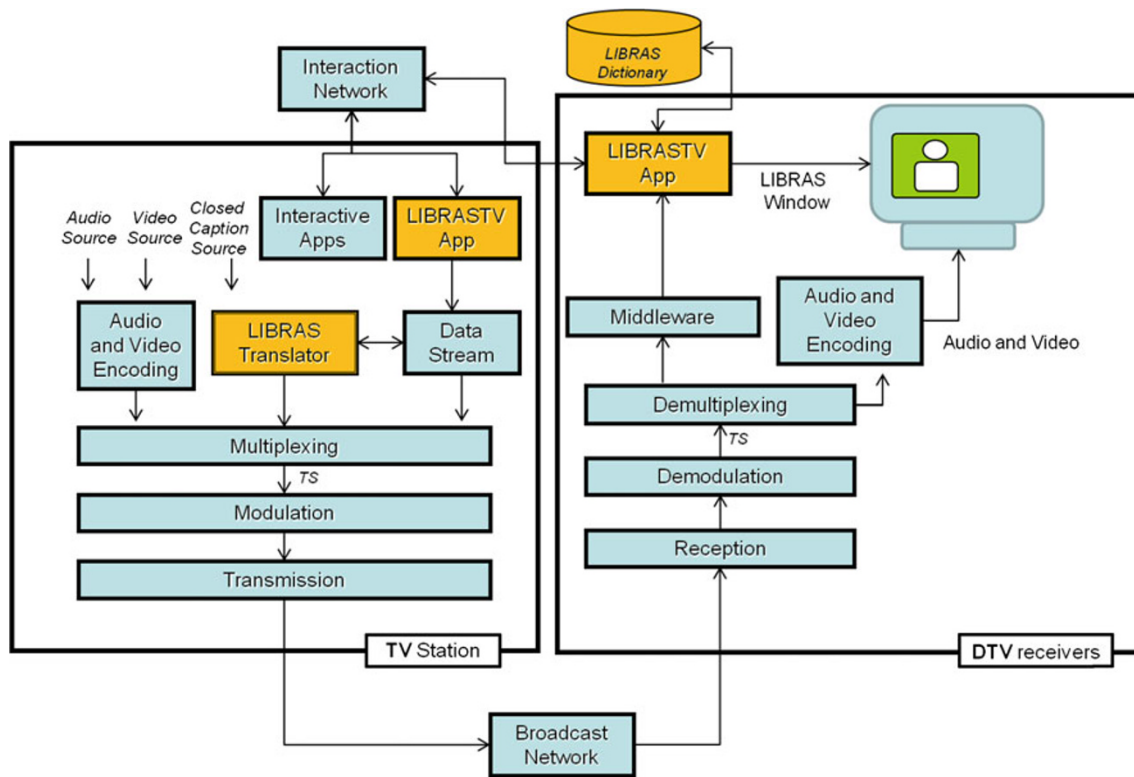 LIBRAS
Dictionary
Interaction
Network
LIBRASTV
App
LIBRAS
Window
Audio
Source
Video
Source
Closed
Caption
Source
Interactive
Apps
LIBRASTV
App
Audio
and Video
Encoding
LIBRAS
Translator
Data
Stream
Multiplexing
TS
Modulation
Transmission
TV Station
Middleware
Audio and
Video
Encoding
Audio and Video
Demultiplexing
TS
Demodulation
Reception
DTV receivers
Broadcast
Network